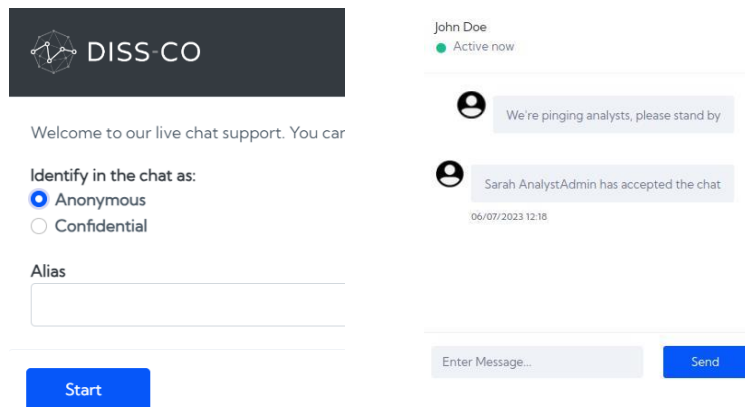 DISS-CO
Welcome to our live chat support. You can
Identify in the chat as:
Anonymous
Confidential
Alias
Start
John Doe
Active now
We're pinging analysts, please stand by
Sarah AnalystAdmin has accepted the chat
06/07/2023 12:18
Enter Message...
Send